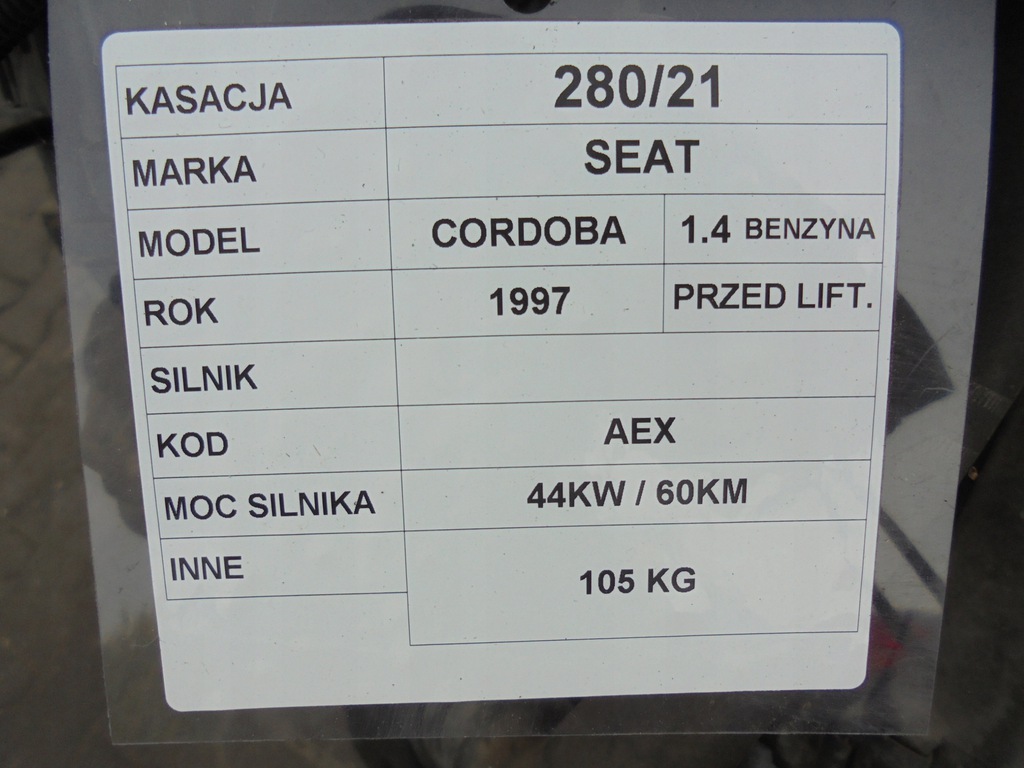 KASACJA 280/21
MARKA SEAT
MODEL CORDOBA 1.4 BENZYNA
ROK 1997 PRZED LIFT.
SILNIK
KOD AEX
MOC SILNIKA 44KW / 60KM
INNE 105 KG